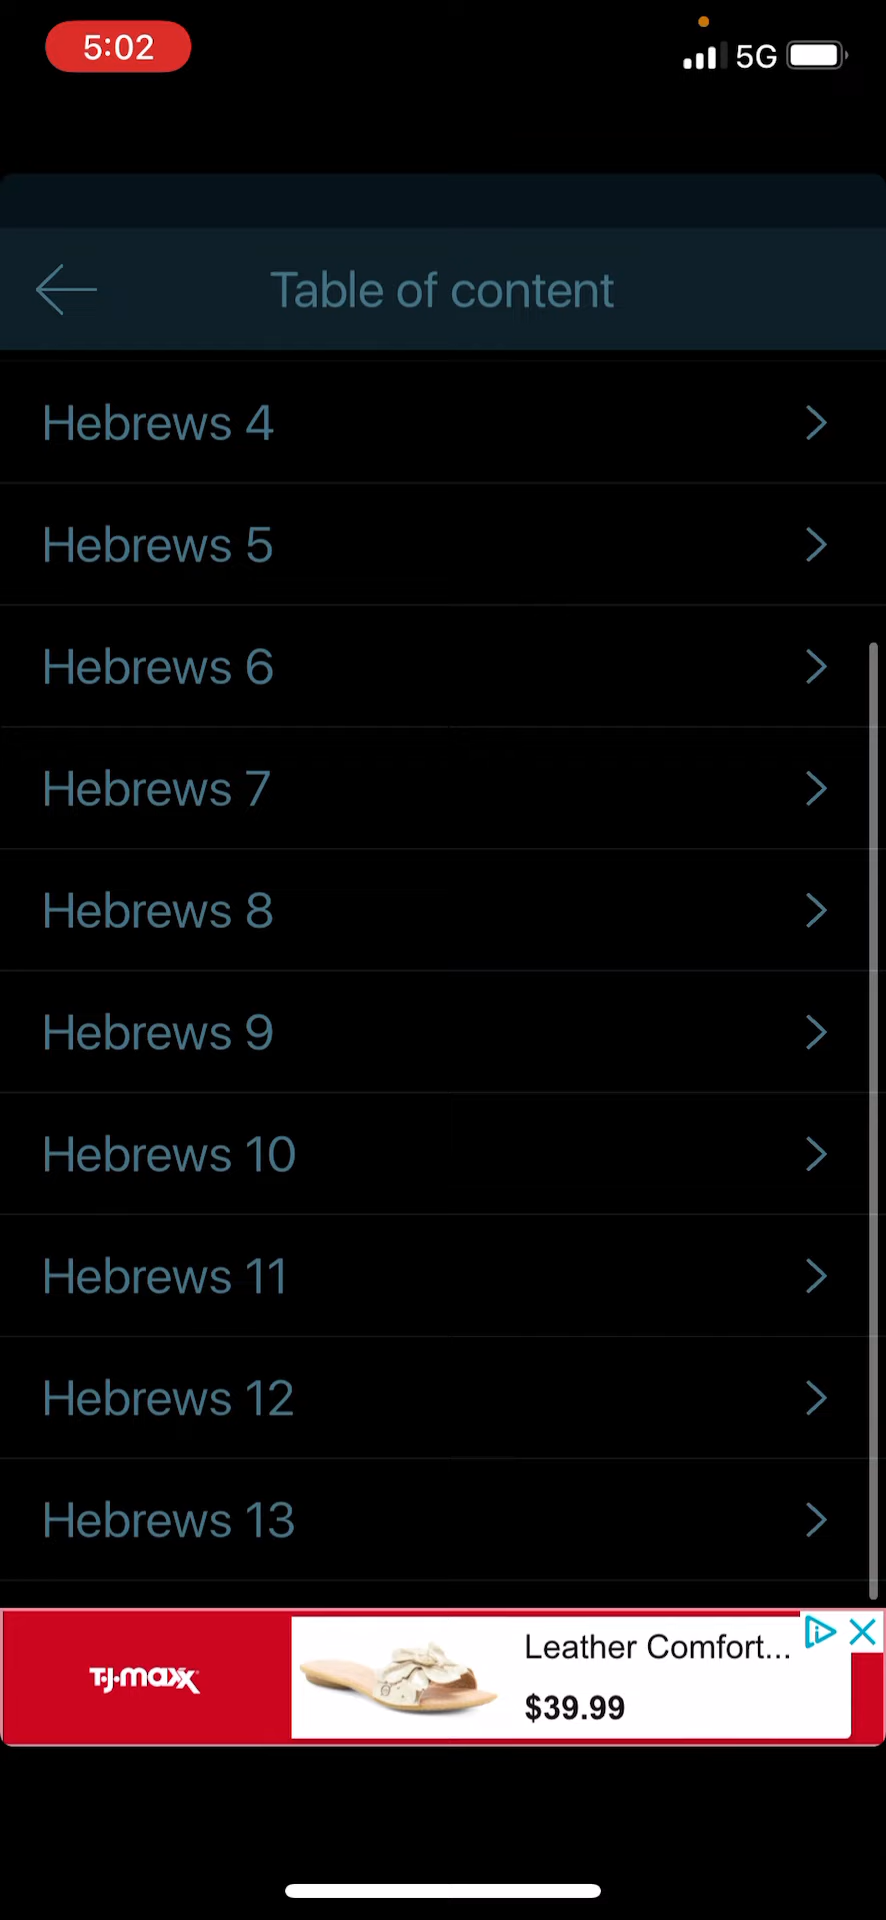 5:02
5G
Table of content
Hebrews 4
Hebrews 5
Hebrews 6
Hebrews 7
Hebrews 8
Hebrews 9
Hebrews 10
Hebrews 11
Hebrews 12
Hebrews 13
T•J•maxx
Leather Comfort...
$39.99